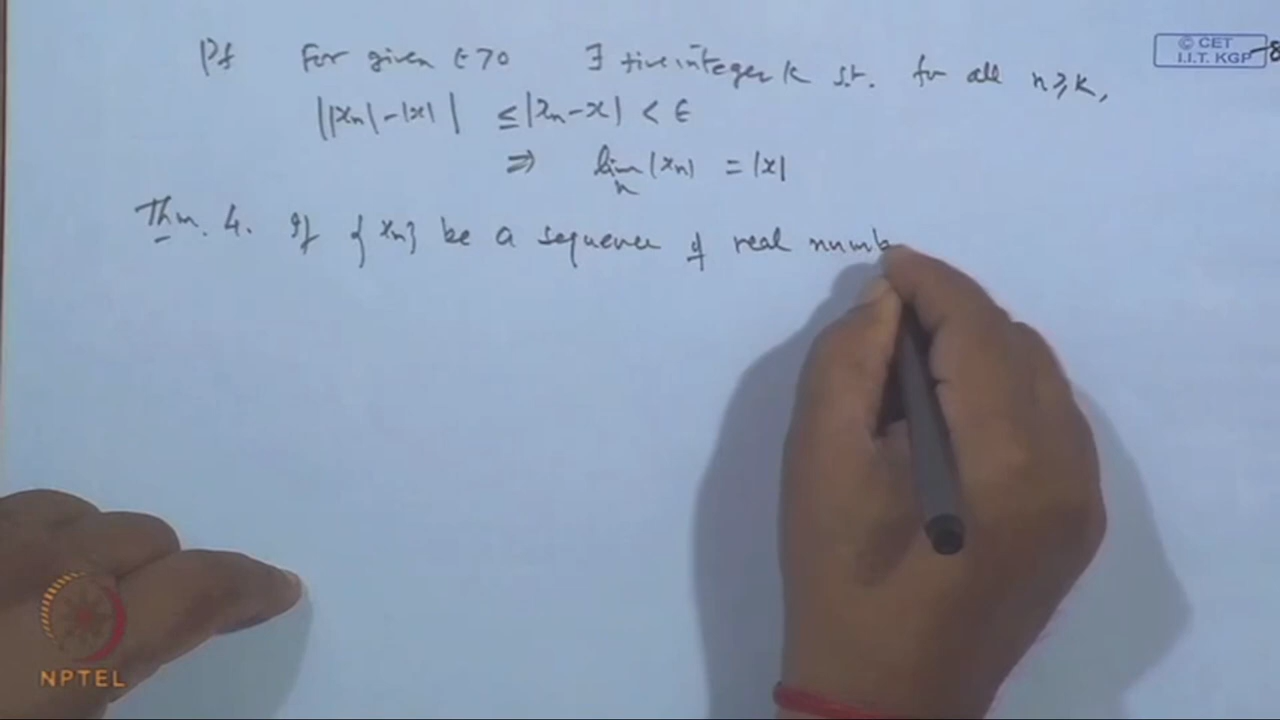 Pf For given ε>0 ∃ +ive integer K s.t. for all n≥K,
||xn|-|x|| ≤|xn-x| < ε
⇒ lim n |xn| = |x|
Thm. 4. If {xn} be a sequence of real numb
© CET
I.I.T. KGP
NPTEL